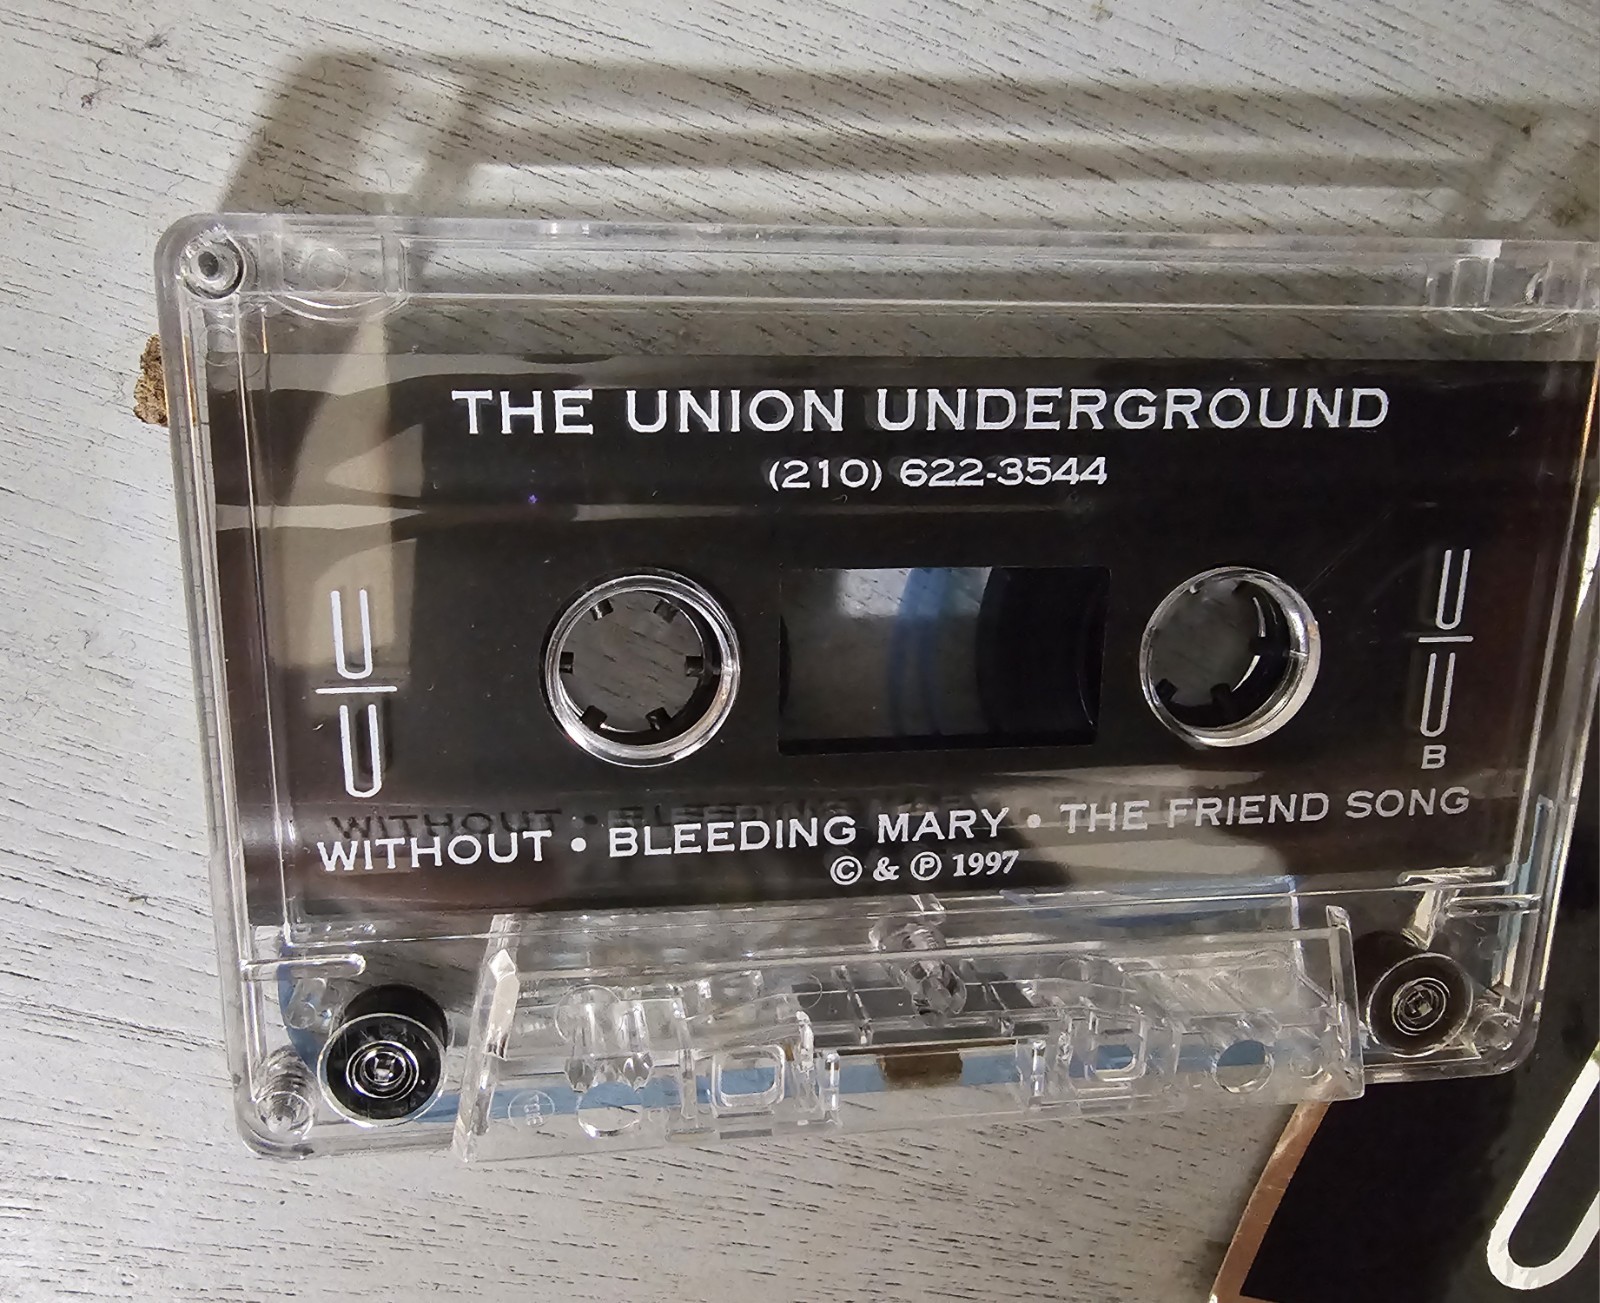 THE UNION UNDERGROUND
(210) 622-3544
U
U
U
U
B
WITHOUT • BLEEDING MARY • THE FRIEND SONG
© & ℗ 1997